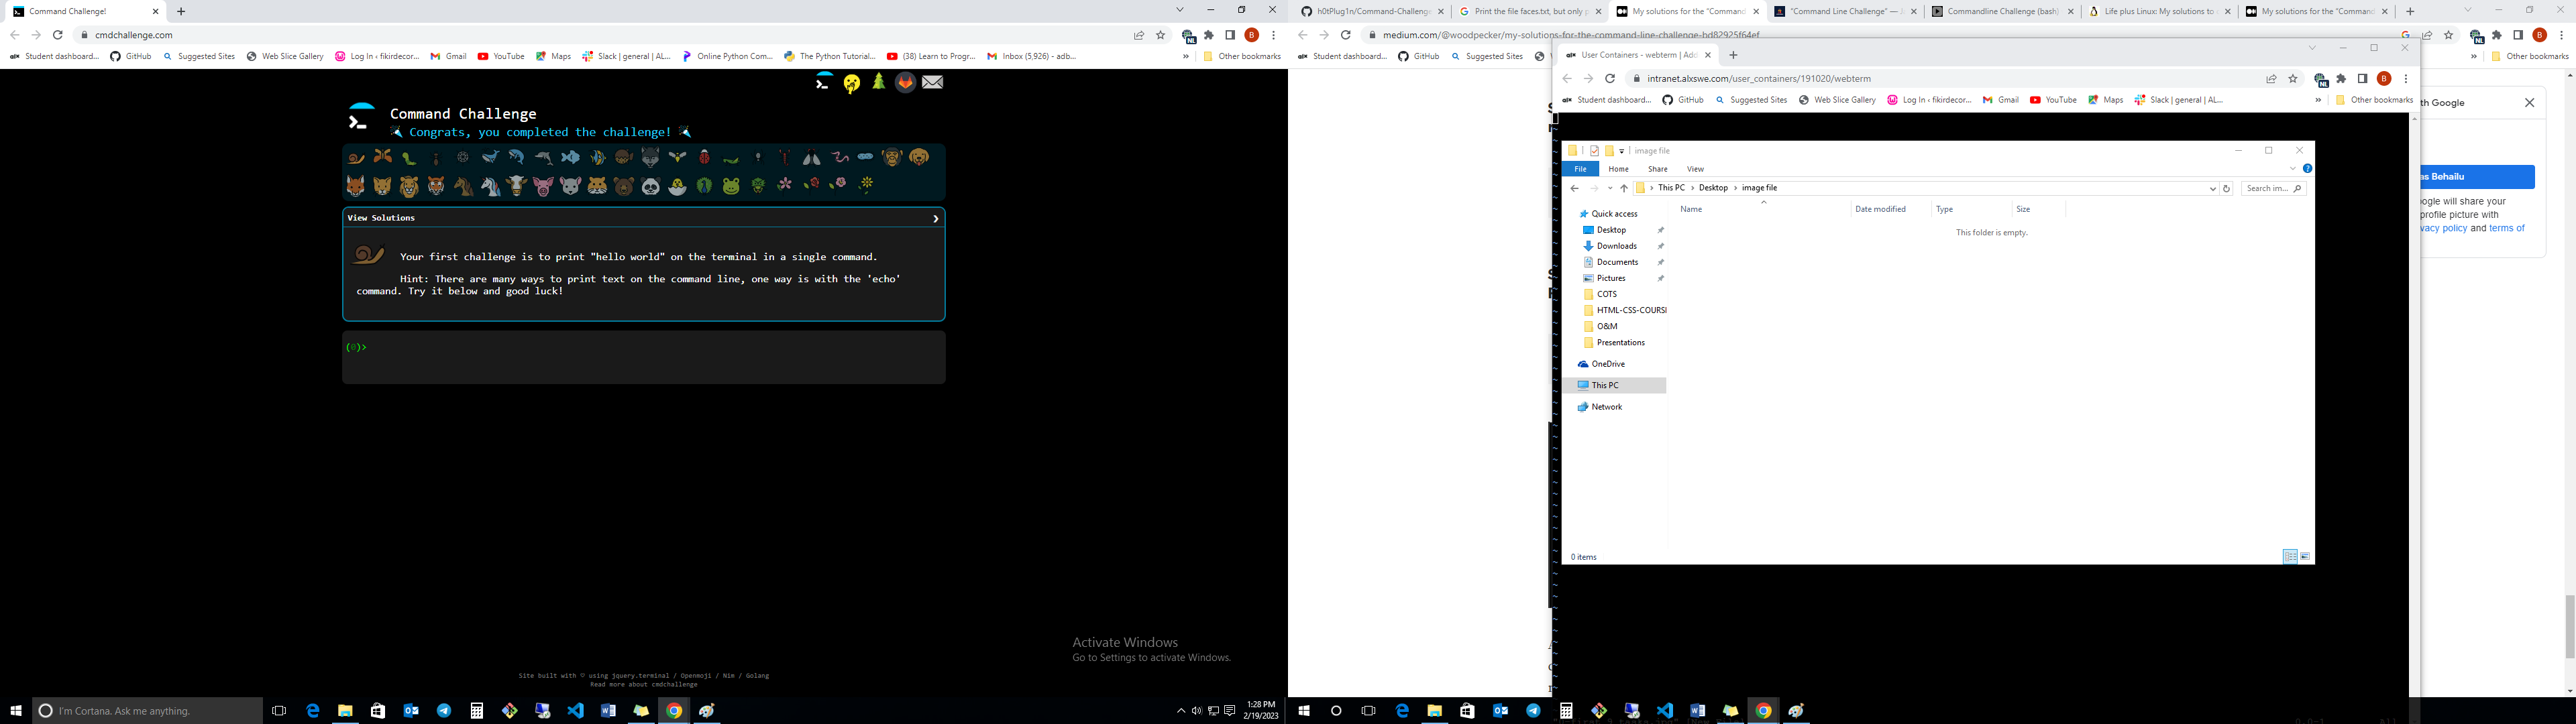 Command Challenge!
cmdchallenge.com
Student dashboard...
GitHub
Suggested Sites
Web Slice Gallery
Log In ‹ fikirdecor...
Gmail
YouTube
Maps
Slack | general | AL...
Online Python Com...
The Python Tutorial...
(38) Learn to Progr...
Inbox (5,926) - adb...
»
Other bookmarks
Command Challenge
Congrats, you completed the challenge!
View Solutions
Your first challenge is to print "hello world" on the terminal in a single command.
Hint: There are many ways to print text on the command line, one way is with the 'echo'
command. Try it below and good luck!
(0)>
Activate Windows
Go to Settings to activate Windows.
Site built with © using jquery.terminal / Openmoji / Nim / Golang
Read more about cmdchallenge
I'm Cortana. Ask me anything.
1:28 PM
2/19/2023
h0tPlug1n/Command-Challenge
Print the file faces.txt, but only p
My solutions for the "Command
"Command Line Challenge" —
Commandline Challenge (bash)
Life plus Linux: My solutions to
My solutions for the "Command
medium.com/@woodpecker/my-solutions-for-the-command-line-challenge-bd82925f64ef
Student dashboard...
GitHub
Suggested Sites
Other bookmarks
User Containers - webterm | Add
intranet.alxswe.com/user_containers/191020/webterm
Student dashboard...
GitHub
Suggested Sites
Web Slice Gallery
Log In ‹ fikirdecor...
Gmail
YouTube
Maps
Slack | general | AL...
»
Other bookmarks
image file
File
Home
Share
View
This PC
Desktop
image file
Search im...
Quick access
Desktop
Downloads
Documents
Pictures
COTS
HTML-CSS-COURSI
O&M
Presentations
OneDrive
This PC
Network
Name
Date modified
Type
Size
This folder is empty.
0 items
th Google
as Behailu
ogle will share your
profile picture with
vacy policy and terms of